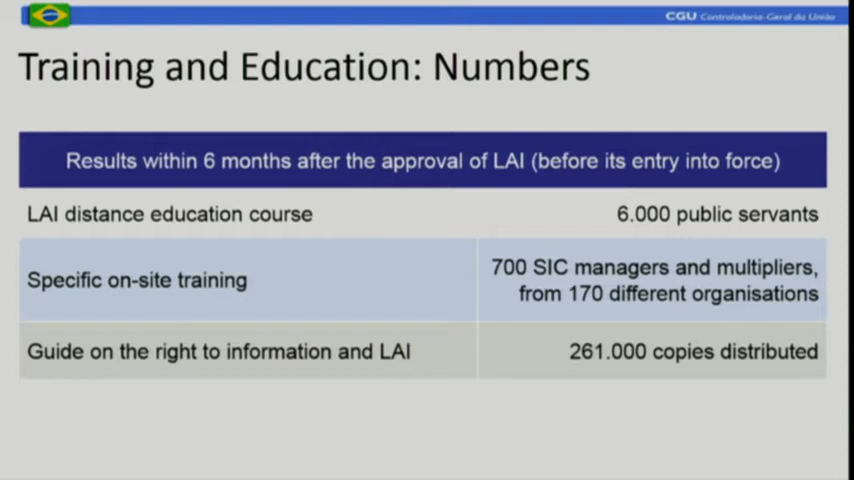 CGU Controladoria-Geral da União
Training and Education: Numbers
Results within 6 months after the approval of LAI (before its entry into force)
LAI distance education course
6.000 public servants
Specific on-site training
700 SIC managers and multipliers,
from 170 different organisations
Guide on the right to information and LAI
261.000 copies distributed